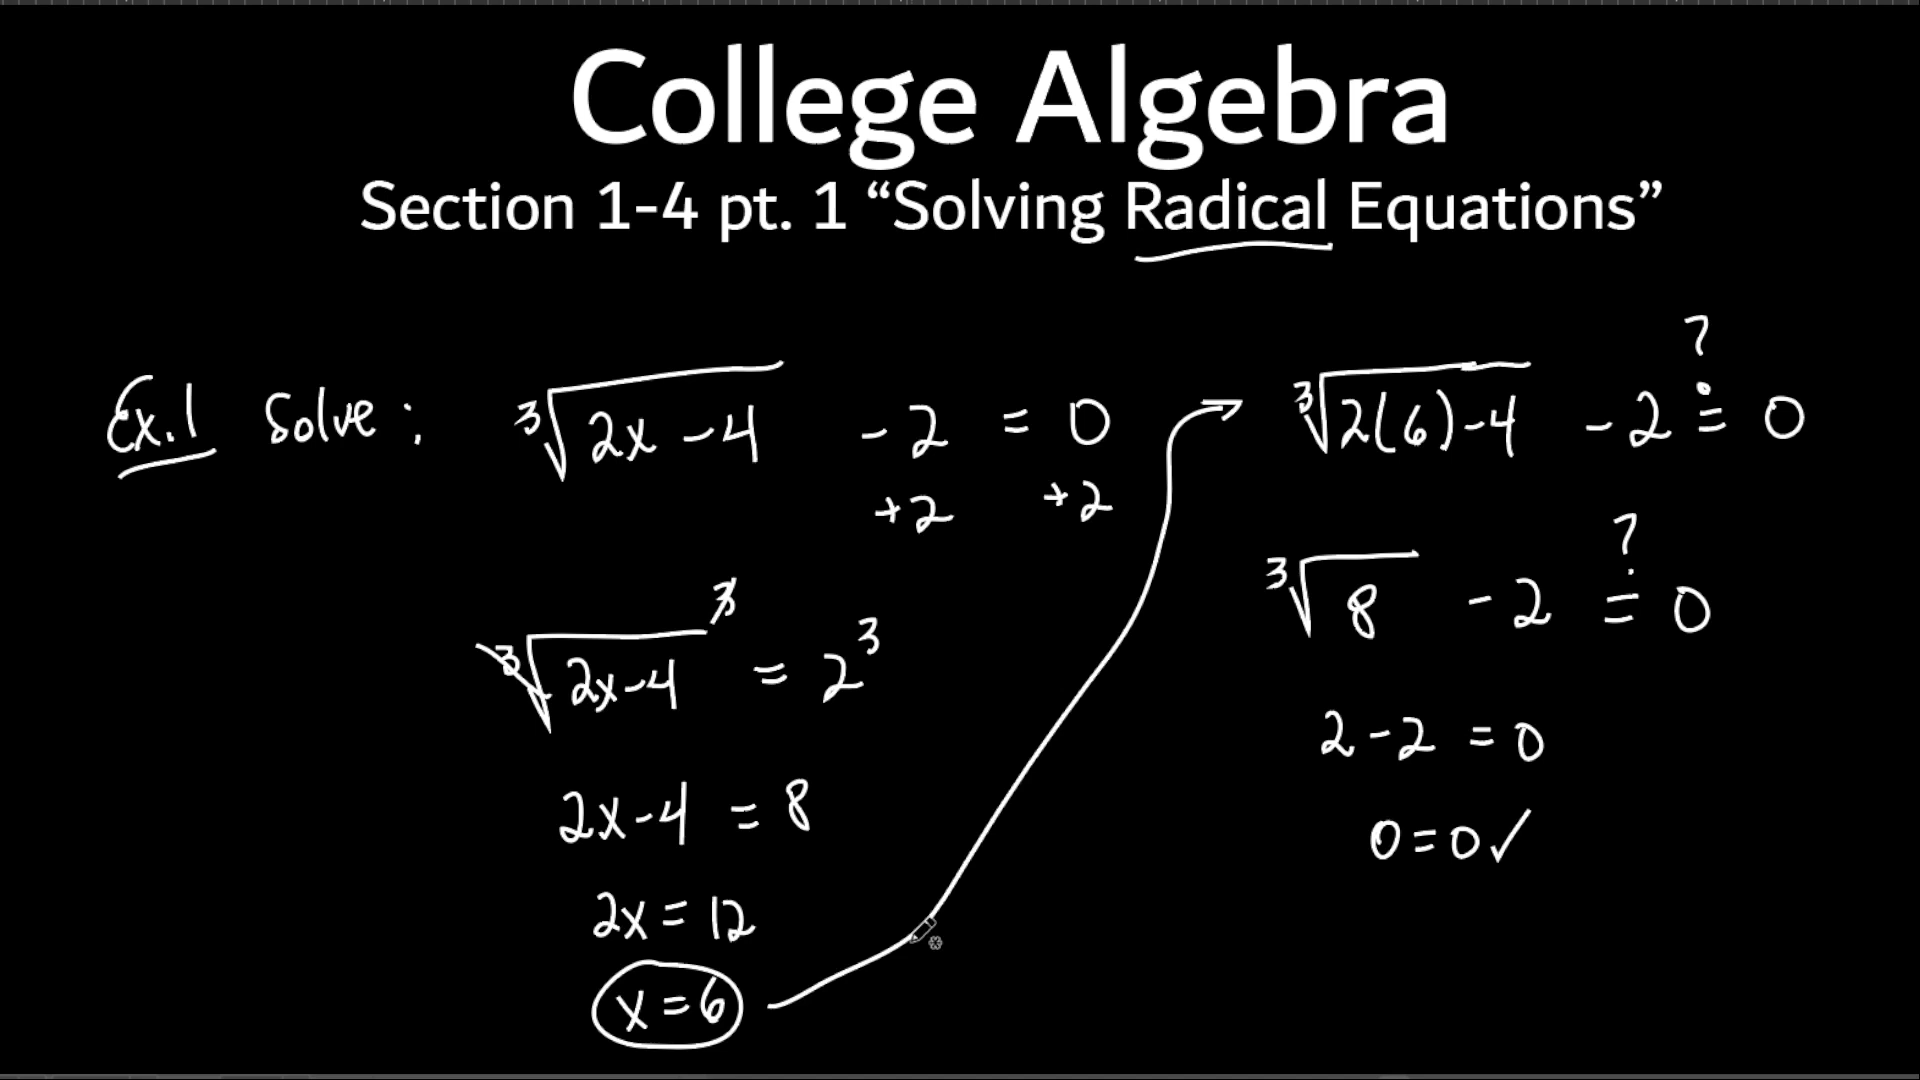 College Algebra
Section 1-4 pt. 1 “Solving Radical Equations”
Ex.1 Solve: ∛(2x - 4) - 2 = 0
+2 +2
∛(2x-4)³ = 2³
2x-4 = 8
2x = 12
x = 6
∛(2(6)-4) - 2 ≟ 0
∛8 - 2 ≟ 0
2-2 = 0
0=0✓